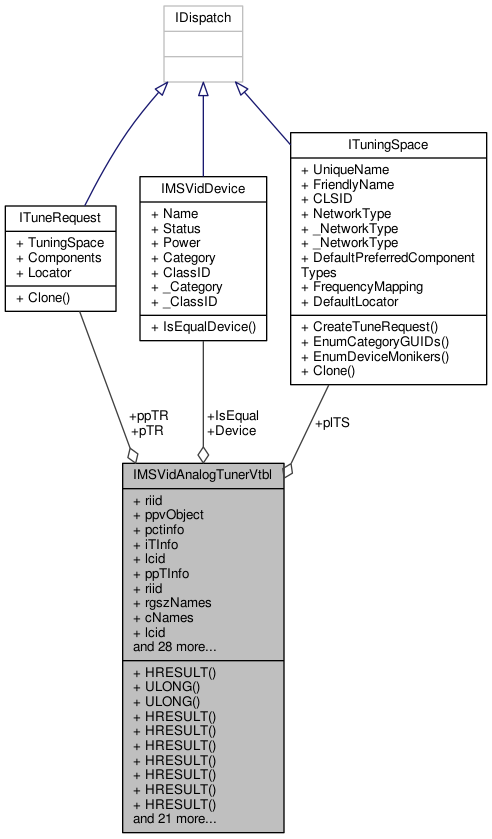 IDispatch
ITuningSpace
+ UniqueName
+ FriendlyName
+ CLSID
+ NetworkType
+ _NetworkType
+ _NetworkType
+ DefaultPreferredComponent
Types
+ FrequencyMapping
+ DefaultLocator
+ CreateTuneRequest()
+ EnumCategoryGUIDs()
+ EnumDeviceMonikers()
+ Clone()
IMSVidDevice
+ Name
+ Status
+ Power
+ Category
+ ClassID
+ _Category
+ _ClassID
+ IsEqualDevice()
ITuneRequest
+ TuningSpace
+ Components
+ Locator
+ Clone()
+ppTR
+pTR
+IsEqual
+Device
+pITS
IMSVidAnalogTunerVtbl
+ riid
+ ppvObject
+ pctinfo
+ iTInfo
+ lcid
+ ppTInfo
+ riid
+ rgszNames
+ cNames
+ lcid
and 28 more...
+ HRESULT()
+ ULONG()
+ ULONG()
+ HRESULT()
+ HRESULT()
+ HRESULT()
+ HRESULT()
+ HRESULT()
+ HRESULT()
+ HRESULT()
and 21 more...